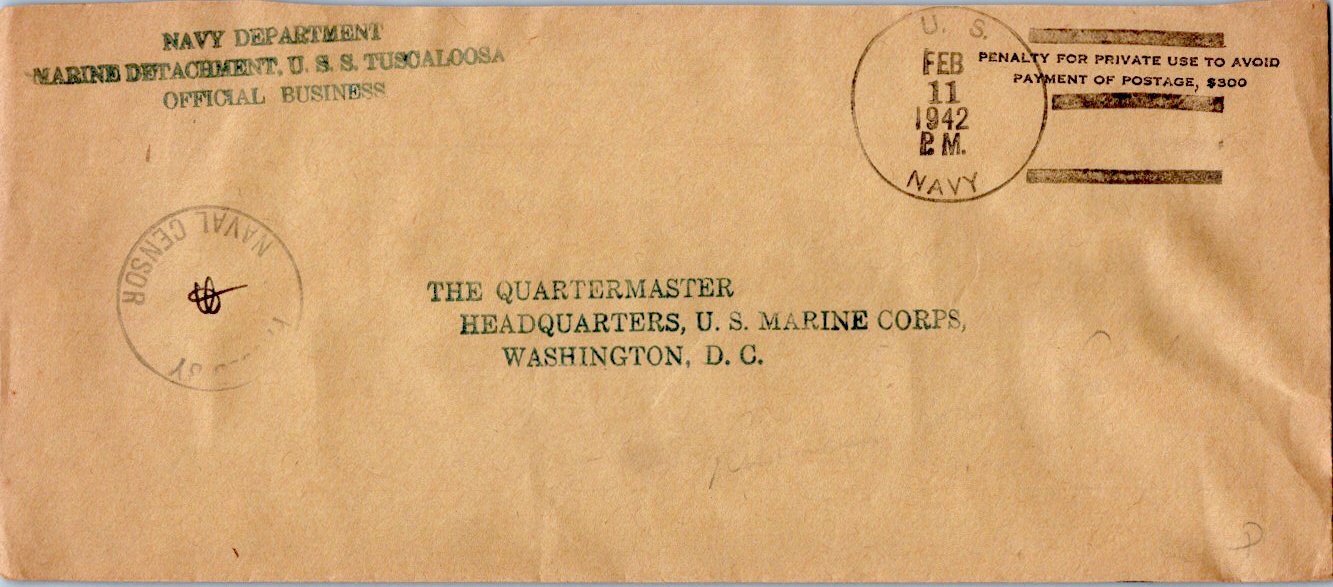 NAVY DEPARTMENT
MARINE DETACHMENT, U. S. S. TUSCALOOSA
OFFICIAL BUSINESS
U. S.
FEB
11
1942
P. M.
NAVY
PENALTY FOR PRIVATE USE TO AVOID
PAYMENT OF POSTAGE, $300
NAVAL CENSOR
BY
THE QUARTERMASTER
HEADQUARTERS, U. S. MARINE CORPS,
WASHINGTON, D. C.